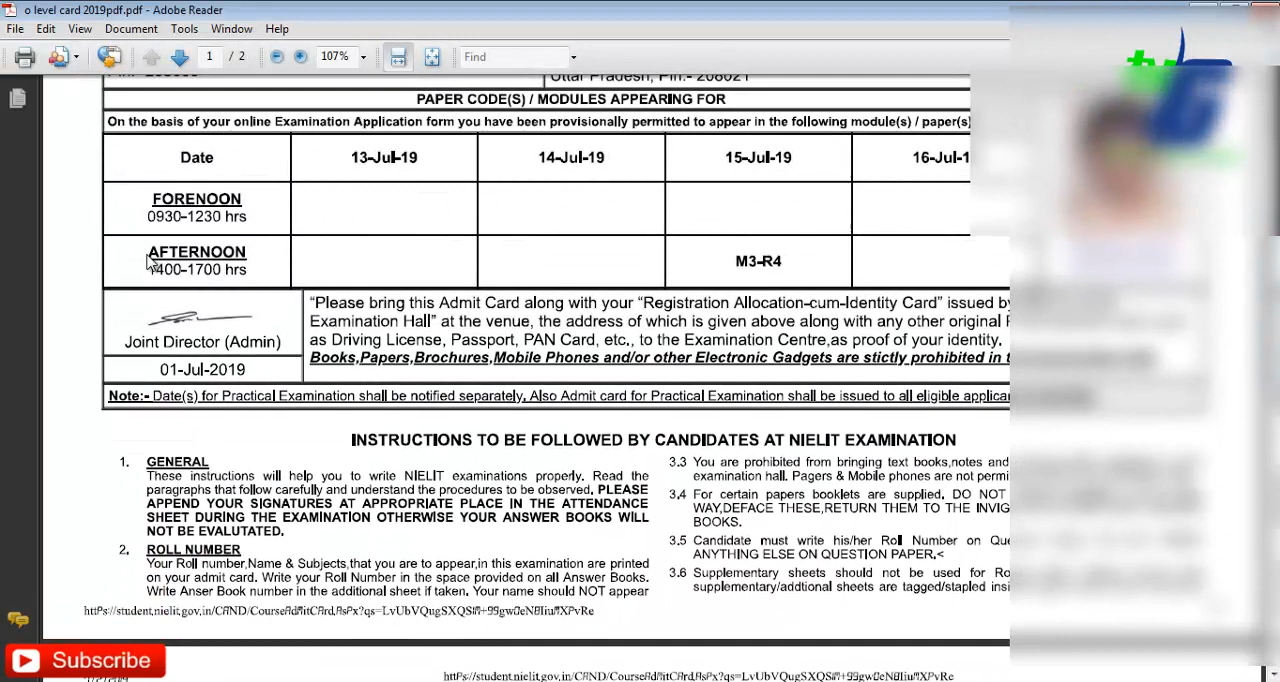 o level card 2019pdf.pdf - Adobe Reader
File Edit View Document Tools Window Help
1 / 2 107% Find
Uttar Pradesh, Pin:- 208021
PAPER CODE(S) / MODULES APPEARING FOR
On the basis of your online Examination Application form you have been provisionally permitted to appear in the following module(s) / paper(s)
Date 13-Jul-19 14-Jul-19 15-Jul-19 16-Jul-1
FORENOON
0930-1230 hrs
AFTERNOON
1400-1700 hrs
M3-R4
"Please bring this Admit Card along with your "Registration Allocation-cum-Identity Card" issued by
Examination Hall" at the venue, the address of which is given above along with any other original
as Driving License, Passport, PAN Card, etc., to the Examination Centre,as proof of your identity.
Books,Papers,Brochures,Mobile Phones and/or other Electronic Gadgets are stictly prohibited in
Joint Director (Admin)
01-Jul-2019
Note:- Date(s) for Practical Examination shall be notified separately. Also Admit card for Practical Examination shall be issued to all eligible
INSTRUCTIONS TO BE FOLLOWED BY CANDIDATES AT NIELIT EXAMINATION
1. GENERAL
These instructions will help you to write NIELIT examinations properly. Read the
paragraphs that follow carefully and understand the procedures to be observed. PLEASE
APPEND YOUR SIGNATURES AT APPROPRIATE PLACE IN THE ATTENDANCE
SHEET DURING THE EXAMINATION OTHERWISE YOUR ANSWER BOOKS WILL
NOT BE EVALUTATED.
2. ROLL NUMBER
Your Roll number,Name & Subjects,that you are to appear,in this examination are printed
on your admit card. Write your Roll Number in the space provided on all Answer Books.
Write Anser Book number in the additional sheet if taken. Your name should NOT appear
3.3 You are prohibited from bringing text books,notes and
examination hall. Pagers & Mobile phones are not
3.4 For certain papers booklets are supplied. DO NOT
WAY,DEFACE THESE,RETURN THEM TO THE
BOOKS.
3.5 Candidate must write his/her Roll Number on
ANYTHING ELSE ON QUESTION PAPER.<
3.6 Supplementary sheets should not be used for
supplementary/addtional sheets are tagged/stapled
Subscribe